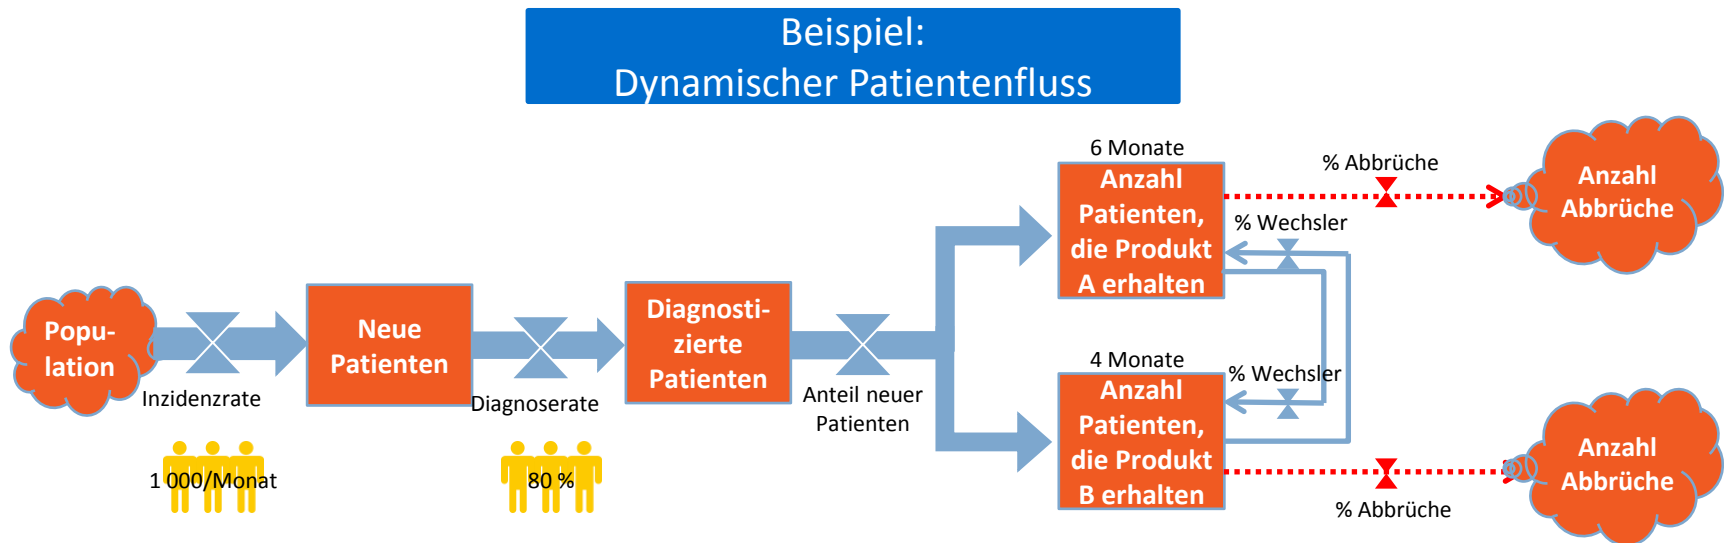 Beispiel:
Dynamischer Patientenfluss
Popu-
lation
Inzidenzrate
1 000/Monat
Neue
Patienten
Diagnoserate
80 %
Diagnosti-
zierte
Patienten
Anteil neuer
Patienten
6 Monate
Anzahl
Patienten,
die Produkt
A erhalten
% Abbrüche
Anzahl
Abbrüche
% Wechsler
4 Monate
Anzahl
Patienten,
die Produkt
B erhalten
% Wechsler
% Abbrüche
Anzahl
Abbrüche